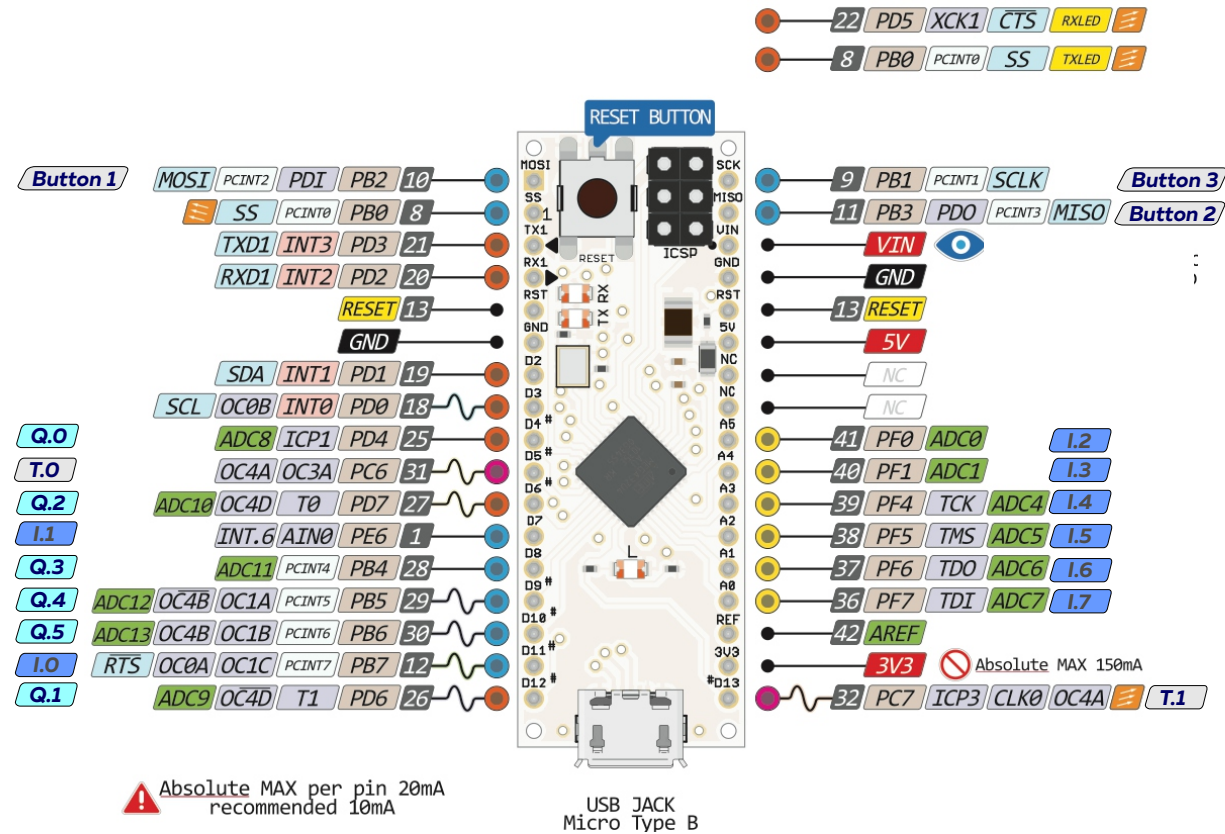 22 PD5 XCK1 CTS RXLED
8 PB0 PCINT0 SS TXLED
RESET BUTTON
Button 1 MOSI PCINT2 PDI PB2 10 MOSI SCK 9 PB1 PCINT1 SCLK Button 3
SS PCINT0 PB0 8 SS 1 MISO 11 PB3 PDO PCINT3 MISO Button 2
TXD1 INT3 PD3 21 TX1 VIN VIN
ICSP
RXD1 INT2 PD2 20 RX1 RESET GND GND
RESET 13 RST TX RX RST 13 RESET
GND GND 5V 5V
SDA INT1 PD1 19 D2 NC NC
SCL OC0B INT0 PD0 18 D3 NC NC
Q.0 ADC8 ICP1 PD4 25 D4 # A5 41 PF0 ADC0 I.2
T.0 OC4A OC3A PC6 31 D5 # A4 40 PF1 ADC1 I.3
Q.2 ADC10 OC4D T0 PD7 27 D6 # A3 39 PF4 TCK ADC4 I.4
I.1 INT.6 AIN0 PE6 1 D7 A2 38 PF5 TMS ADC5 I.5
Q.3 ADC11 PCINT4 PB4 28 D8 L A1 37 PF6 TDO ADC6 I.6
Q.4 ADC12 OC4B OC1A PCINT5 PB5 29 D9 # A0 36 PF7 TDI ADC7 I.7
Q.5 ADC13 OC4B OC1B PCINT6 PB6 30 D10 # REF 42 AREF
I.0 RTS OC0A OC1C PCINT7 PB7 12 D11 # 3V3 3V3 Absolute MAX 150mA
Q.1 ADC9 OC4D T1 PD6 26 D12 # #D13 32 PC7 ICP3 CLK0 OC4A T.1
Absolute MAX per pin 20mA
recommended 10mA
USB JACK
Micro Type B